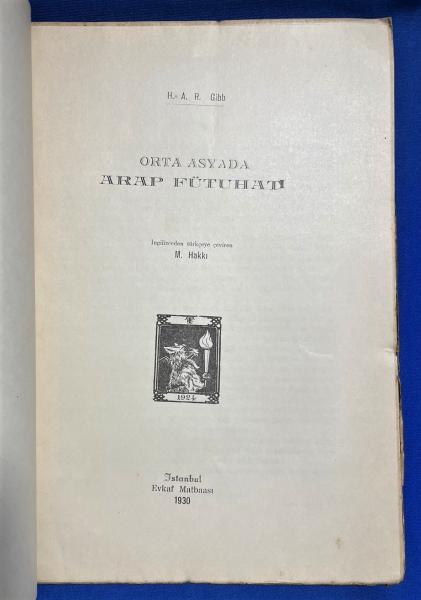 H. A. R. Gibb
ORTA ASYADA
ARAP FÜTUHATI
İngilizceden türkçeye çeviren
M. Hakkı
1924
İstanbul
Evkaf Matbaası
1930